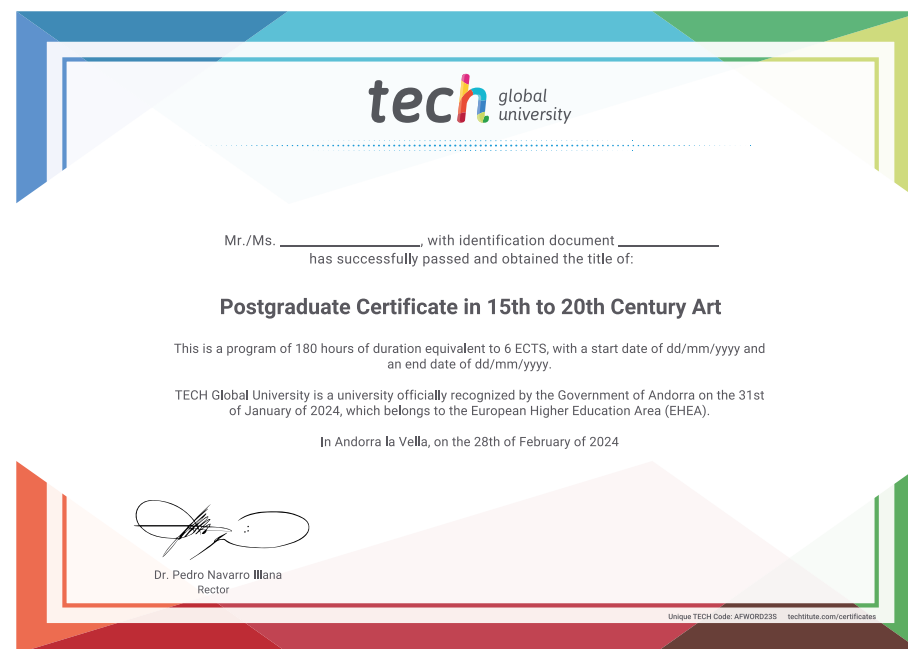 tech global
university
Mr./Ms. ____________, with identification document ____________
has successfully passed and obtained the title of:
Postgraduate Certificate in 15th to 20th Century Art
This is a program of 180 hours of duration equivalent to 6 ECTS, with a start date of dd/mm/yyyy and
an end date of dd/mm/yyyy.
TECH Global University is a university officially recognized by the Government of Andorra on the 31st
of January of 2024, which belongs to the European Higher Education Area (EHEA).
In Andorra la Vella, on the 28th of February of 2024
Dr. Pedro Navarro Illana
Rector
Unique TECH Code: AFWORD23S techtitute.com/certificates